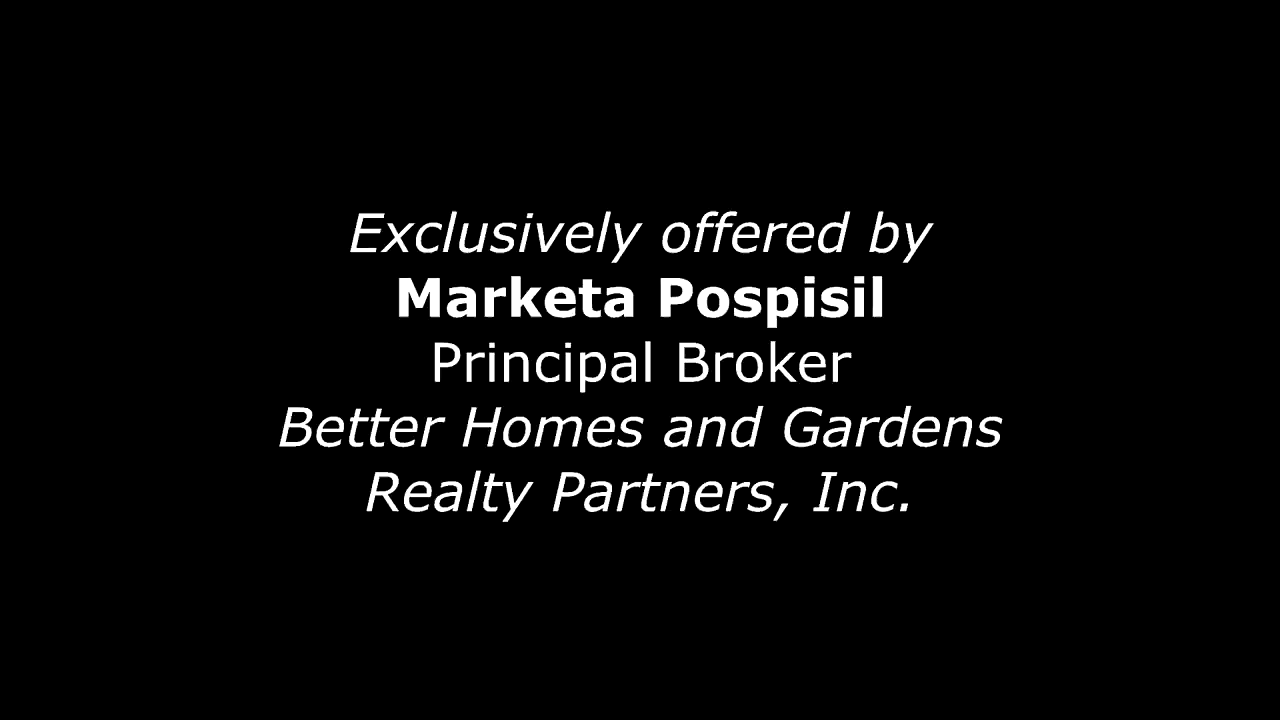 Exclusively offered by
Marketa Pospisil
Principal Broker
Better Homes and Gardens
Realty Partners, Inc.